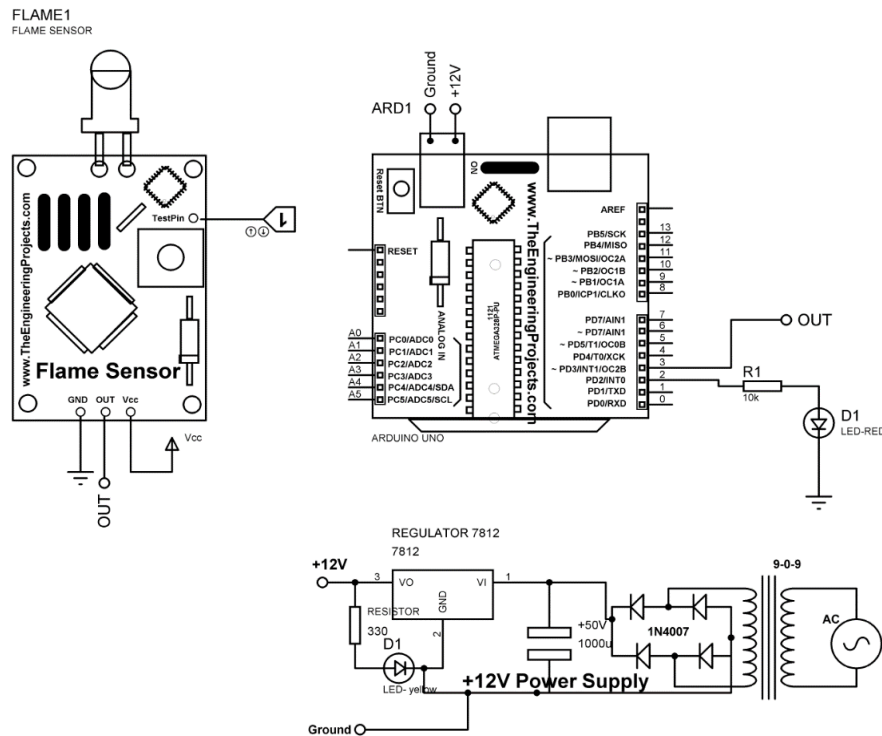 FLAME1
FLAME SENSOR
www.TheEngineeringProjects.com
TestPin
1
Flame Sensor
GND OUT Vcc
Vcc
OUT
Ground
+12V
ARD1
Reset BTN
ON
www.TheEngineeringProjects.com
RESET
ANALOG IN
1121
ATMEGA328P-PU
A0 PC0/ADC0
A1 PC1/ADC1
A2 PC2/ADC2
A3 PC3/ADC3
A4 PC4/ADC4/SDA
A5 PC5/ADC5/SCL
AREF
PB5/SCK 13
PB4/MISO 12
~ PB3/MOSI/OC2A 11
~ PB2/OC1B 10
~ PB1/OC1A 9
PB0/ICP1/CLKO 8
PD7/AIN1 7
~ PD7/AIN1 6
~ PD5/T1/OC0B 5
PD4/T0/XCK 4
~ PD3/INT1/OC2B 3
PD2/INT0 2
PD1/TXD 1
PD0/RXD 0
ARDUINO UNO
OUT
R1
10k
D1
LED-RED
REGULATOR 7812
7812
+12V
3 VO VI 1
GND
2
RESISTOR
330
D1
LED- yellow
+50V
1000u
1N4007
9-0-9
AC
+12V Power Supply
Ground